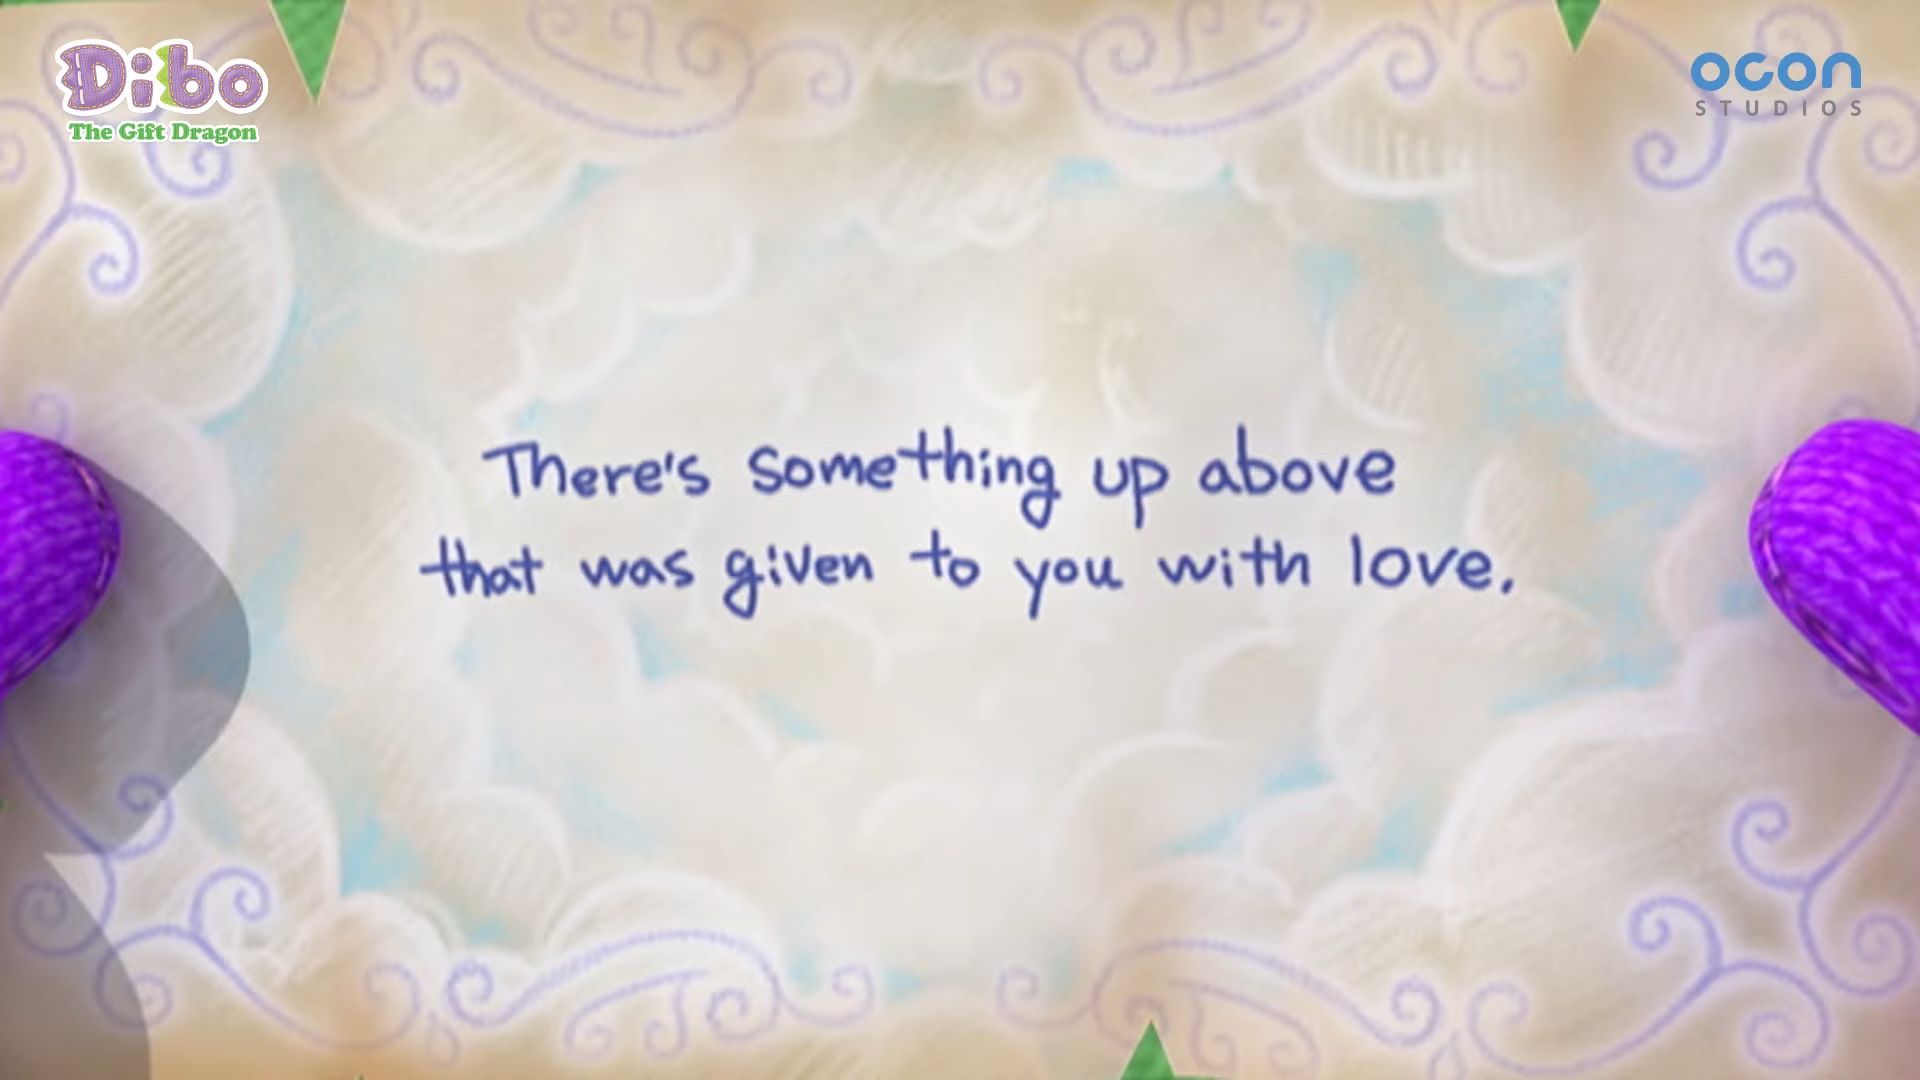 Dibo
The Gift Dragon
ocon
STUDIOS
There's something up above
that was given to you with love.